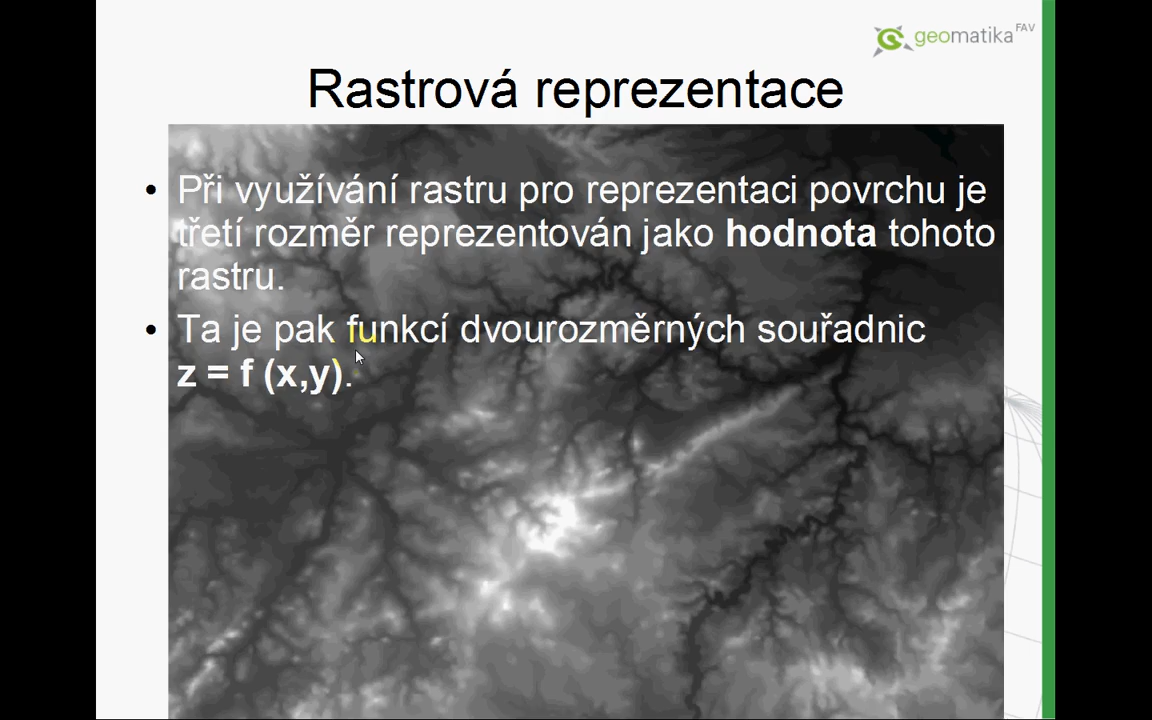 geomatika FAV
Rastrová reprezentace
• Při využívání rastru pro reprezentaci povrchu je
třetí rozměr reprezentován jako hodnota tohoto
rastru.
• Ta je pak funkcí dvourozměrných souřadnic
z = f (x,y).